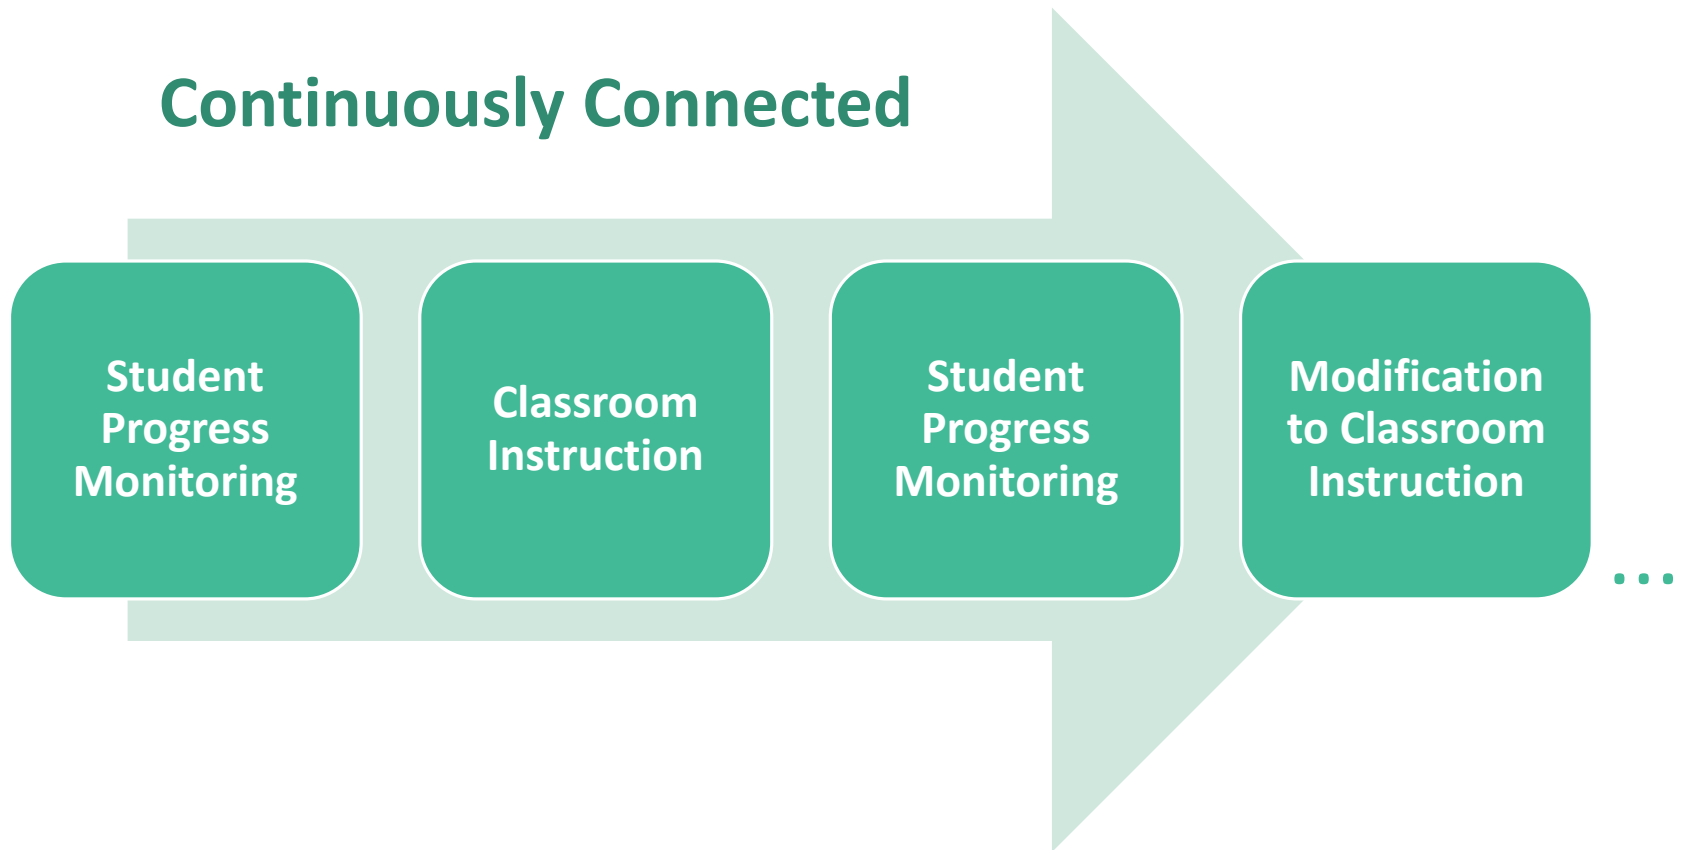 Continuously Connected
Student
Progress
Monitoring
Classroom
Instruction
Student
Progress
Monitoring
Modification
to Classroom
Instruction
...